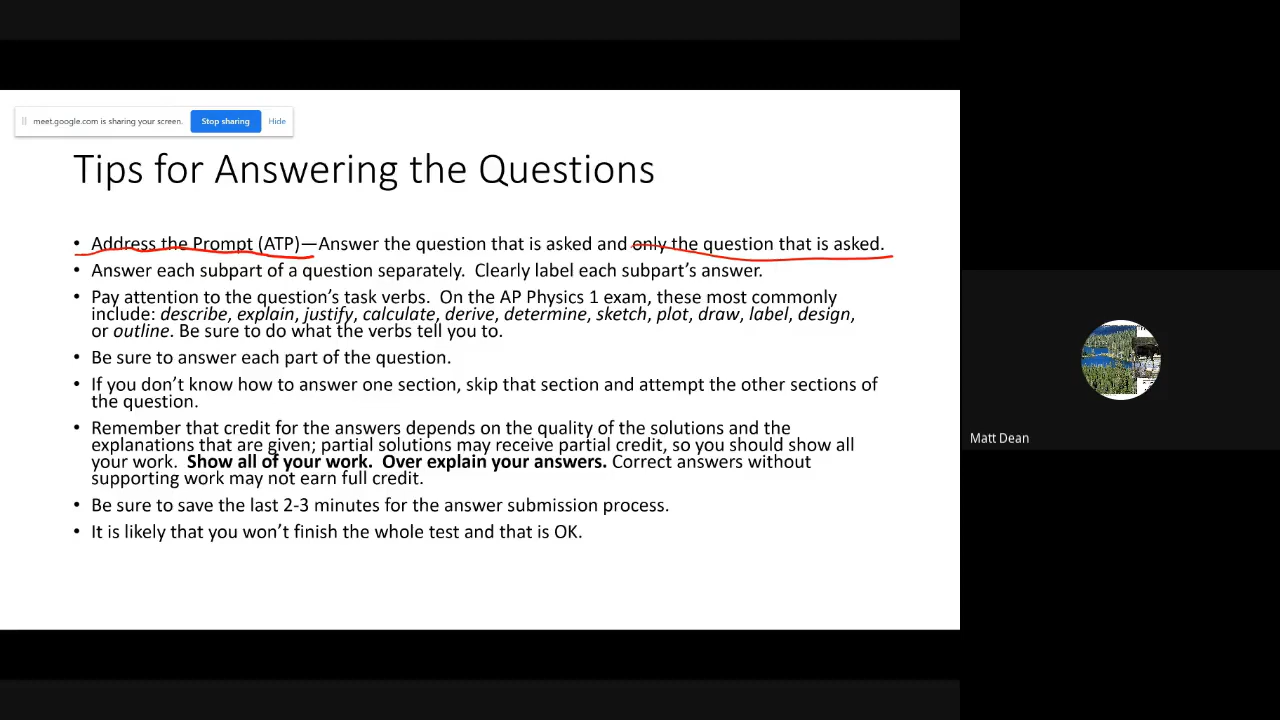 meet.google.com is sharing your screen. Stop sharing Hide
Tips for Answering the Questions
• Address the Prompt (ATP)—Answer the question that is asked and only the question that is asked.
• Answer each subpart of a question separately. Clearly label each subpart's answer.
• Pay attention to the question's task verbs. On the AP Physics 1 exam, these most commonly
include: describe, explain, justify, calculate, derive, determine, sketch, plot, draw, label, design,
or outline. Be sure to do what the verbs tell you to.
• Be sure to answer each part of the question.
• If you don't know how to answer one section, skip that section and attempt the other sections of
the question.
• Remember that credit for the answers depends on the quality of the solutions and the
explanations that are given; partial solutions may receive partial credit, so you should show all
your work. Show all of your work. Over explain your answers. Correct answers without
supporting work may not earn full credit.
• Be sure to save the last 2-3 minutes for the answer submission process.
• It is likely that you won't finish the whole test and that is OK.
Matt Dean